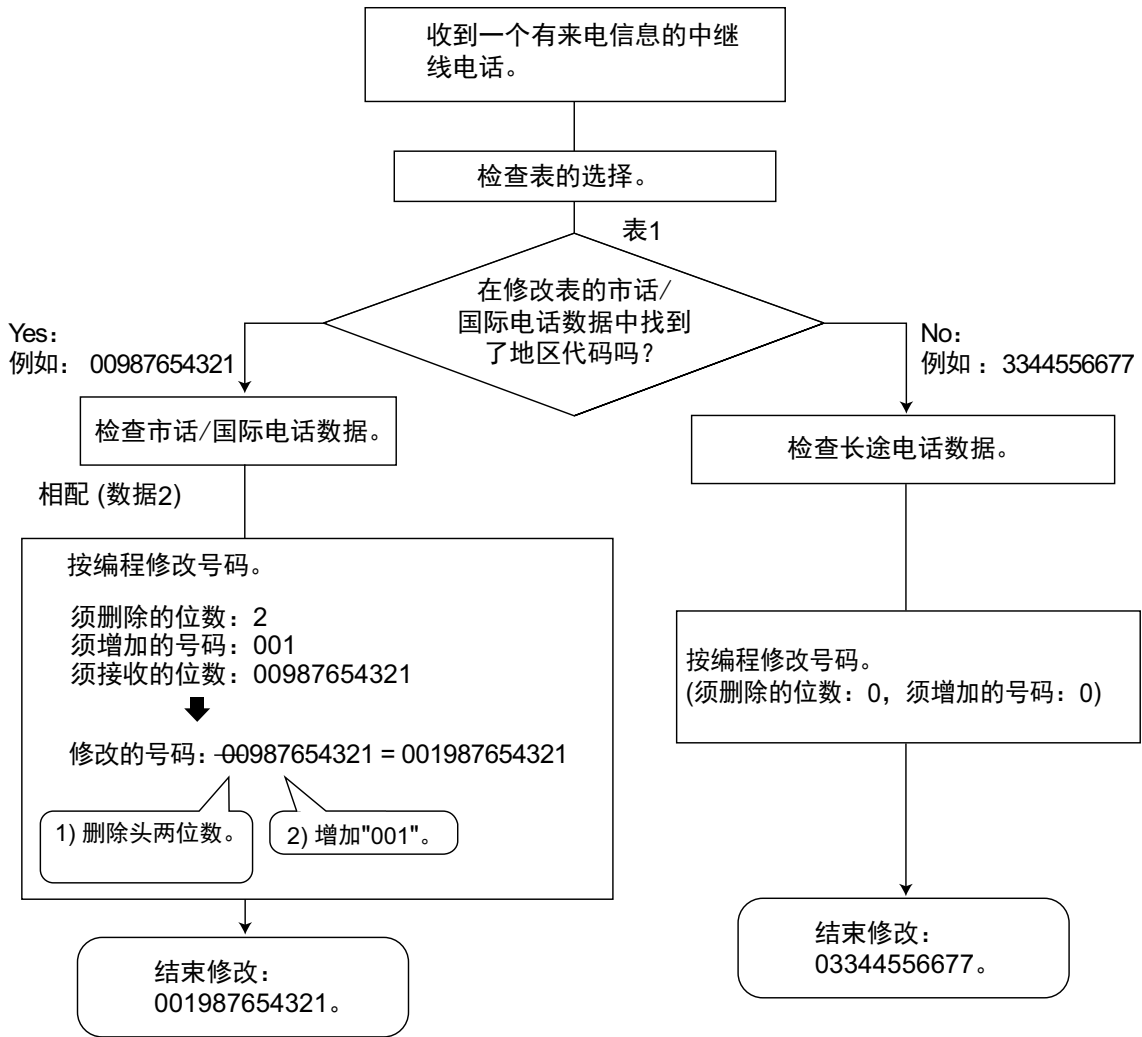 收到一个有来电信息的中继
线电话。
检查表的选择。
表1
在修改表的市话/
国际电话数据中找到
了地区代码吗?
Yes:
例如: 00987654321
No:
例如 : 3344556677
检查市话/国际电话数据。
相配 (数据2)
按编程修改号码。
须删除的位数: 2
须增加的号码: 001
须接收的位数: 00987654321
修改的号码: 00987654321 = 001987654321
1) 删除头两位数。
2) 增加"001"。
结束修改:
001987654321。
检查长途电话数据。
按编程修改号码。
(须删除的位数: 0, 须增加的号码: 0)
结束修改:
03344556677。